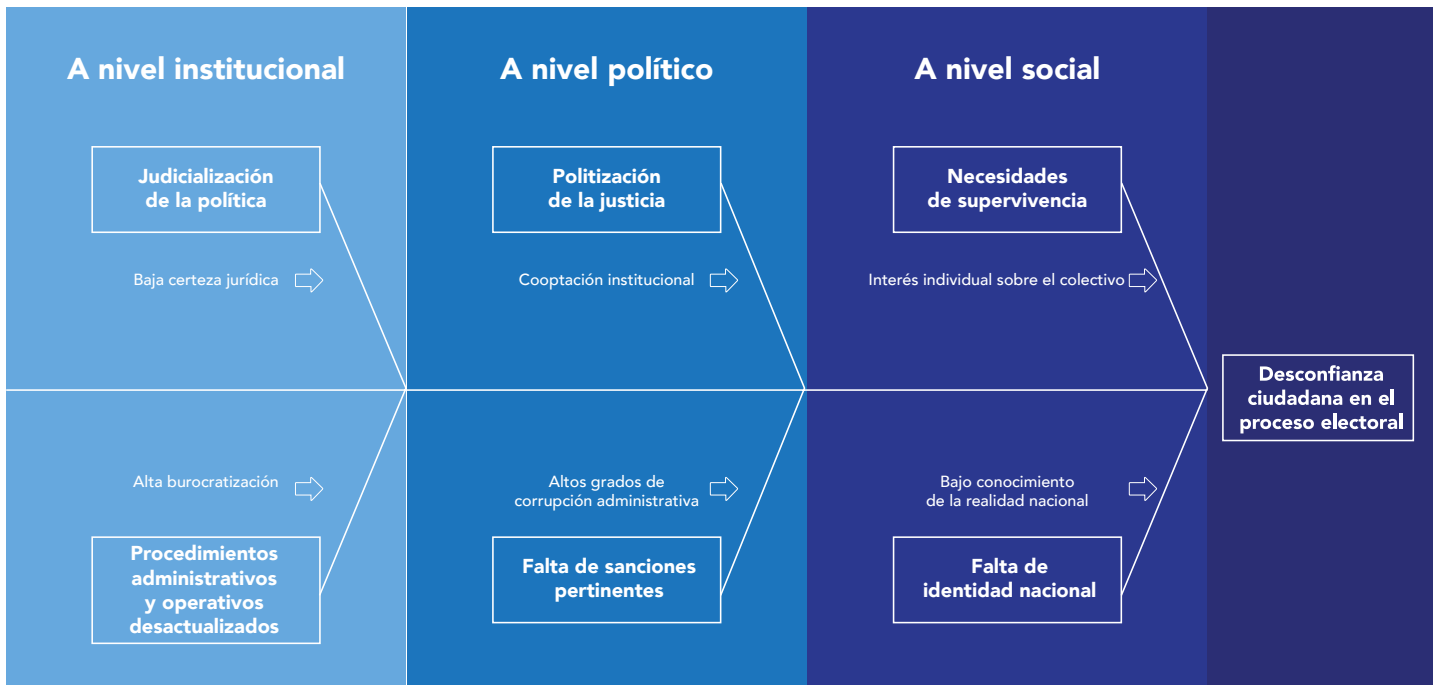 A nivel institucional
Judicialización
de la política
Baja certeza jurídica
Alta burocratización
Procedimientos
administrativos
y operativos
desactualizados
A nivel político
Politización
de la justicia
Cooptación institucional
Altos grados de
corrupción administrativa
Falta de sanciones
pertinentes
A nivel social
Necesidades
de supervivencia
Interés individual sobre el colectivo
Bajo conocimiento
de la realidad nacional
Falta de
identidad nacional
Desconfianza
ciudadana en el
proceso electoral